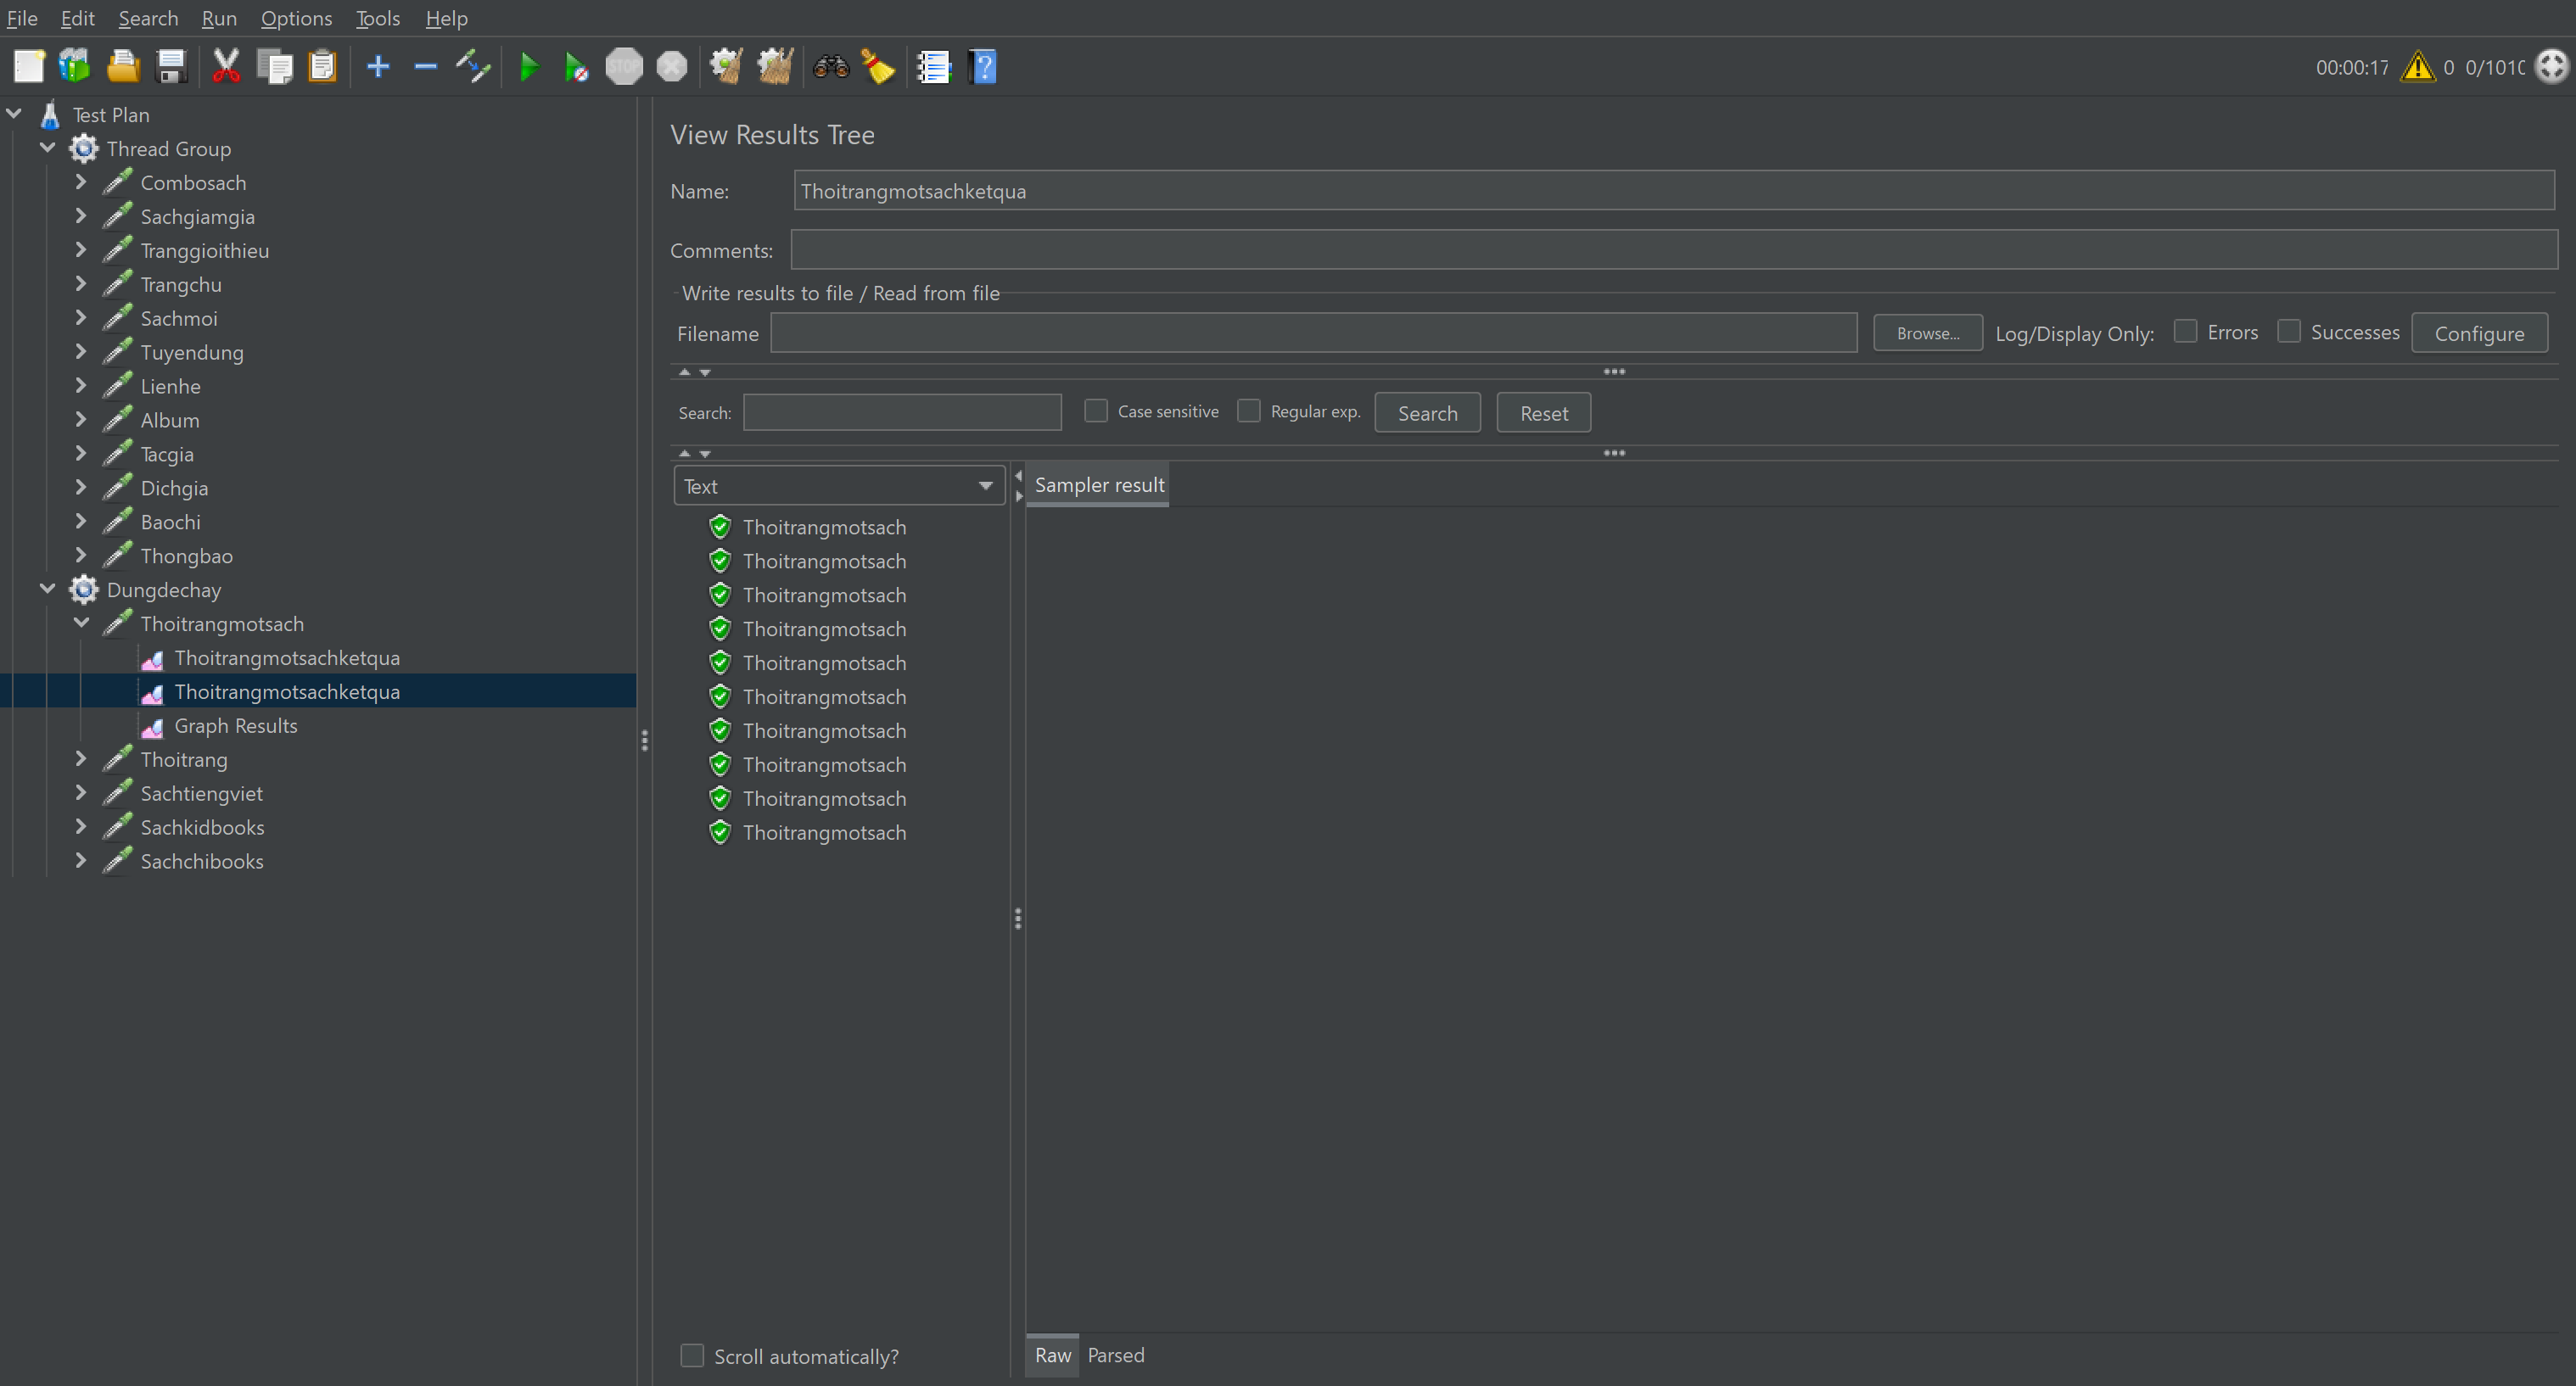 File Edit Search Run Options Tools Help
STOP
00:00:17 0 0/1010
Test Plan
Thread Group
Combosach
Sachgiamgia
Tranggioithieu
Trangchu
Sachmoi
Tuyendung
Lienhe
Album
Tacgia
Dichgia
Baochi
Thongbao
Dungdechay
Thoitrangmotsach
Thoitrangmotsachketqua
Thoitrangmotsachketqua
Graph Results
Thoitrang
Sachtiengviet
Sachkidbooks
Sachchibooks
View Results Tree
Name: Thoitrangmotsachketqua
Comments:
Write results to file / Read from file
Filename Browse... Log/Display Only: Errors Successes Configure
Search: Case sensitive Regular exp. Search Reset
Text
Sampler result
Thoitrangmotsach
Thoitrangmotsach
Thoitrangmotsach
Thoitrangmotsach
Thoitrangmotsach
Thoitrangmotsach
Thoitrangmotsach
Thoitrangmotsach
Thoitrangmotsach
Thoitrangmotsach
Scroll automatically?
Raw Parsed